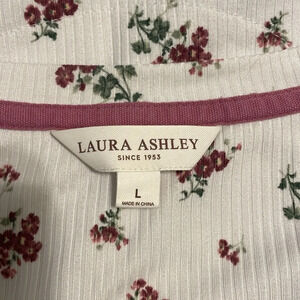 LAURA ASHLEY
SINCE 1953
L
MADE IN CHINA